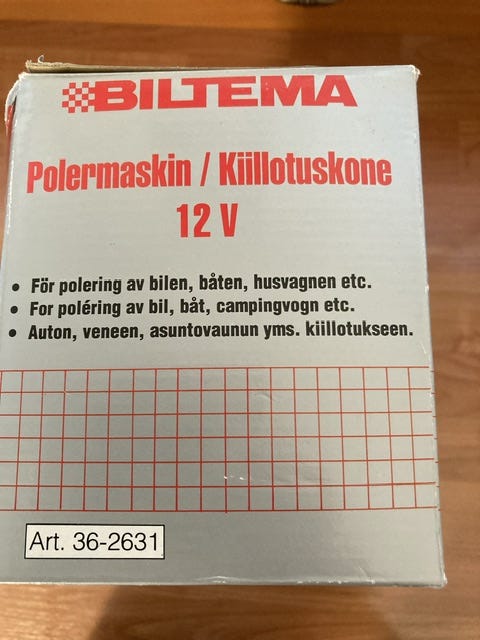 BILTEMA
Polermaskin / Kiillotuskone
12 V
• För polering av bilen, båten, husvagnen etc.
• For poléring av bil, båt, campingvogn etc.
• Auton, veneen, asuntovaunun yms. kiillotukseen.
Art. 36-2631